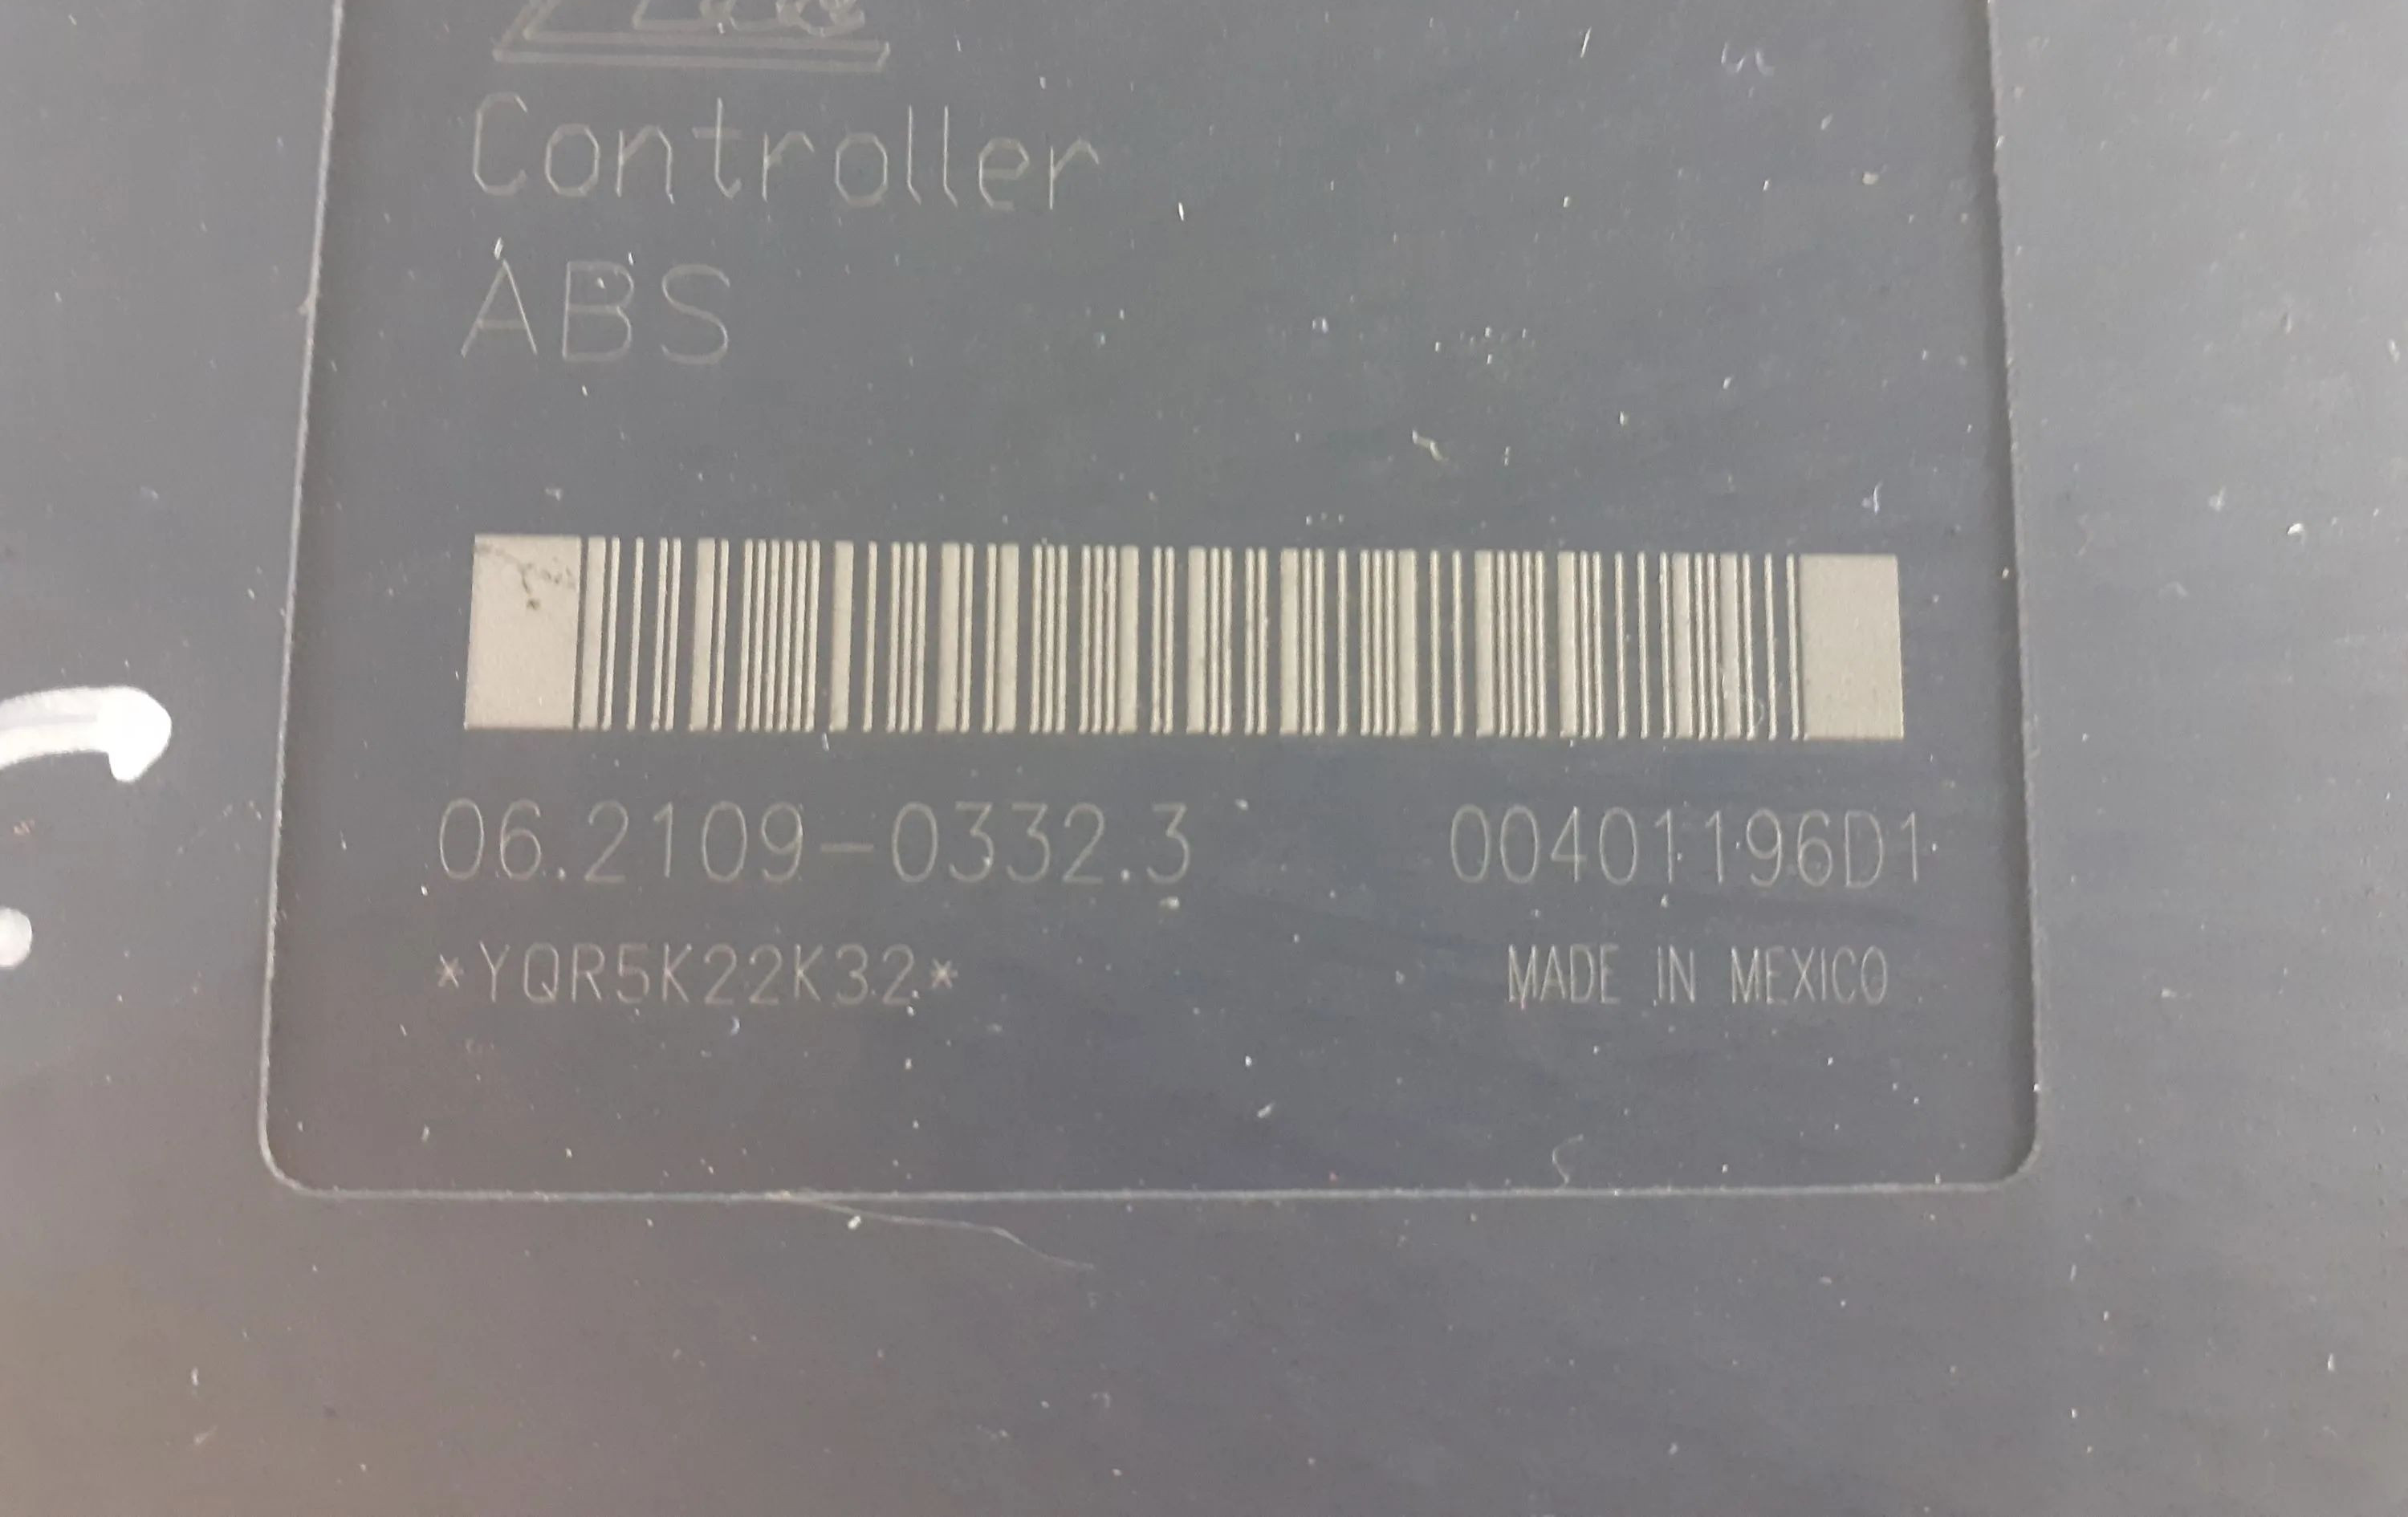 Controller
ABS
06.2109-0332.3 00401196D1
*YQR5K22K32* MADE IN MEXICO